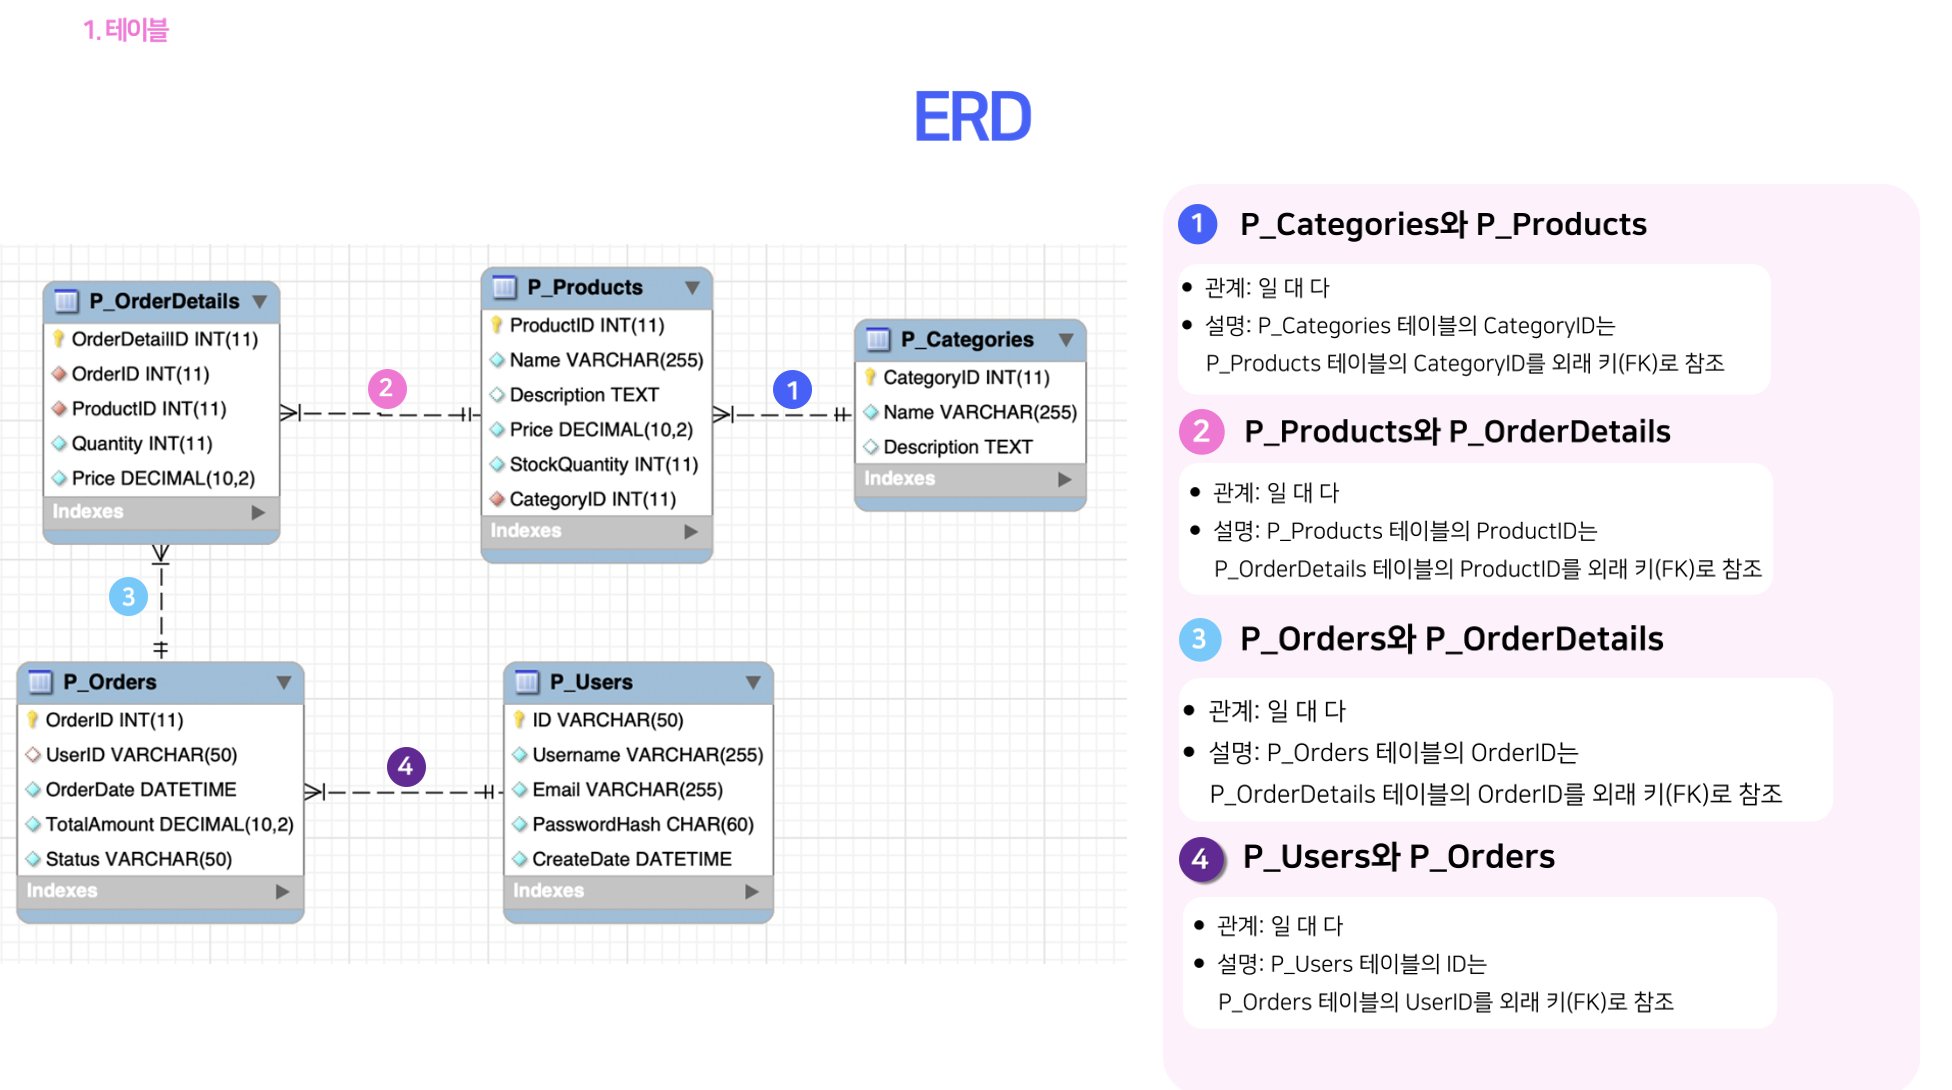 1. 테이블
ERD
P_OrderDetails
OrderDetailID INT(11)
OrderID INT(11)
ProductID INT(11)
Quantity INT(11)
Price DECIMAL(10,2)
Indexes
P_Products
ProductID INT(11)
Name VARCHAR(255)
Description TEXT
Price DECIMAL(10,2)
StockQuantity INT(11)
CategoryID INT(11)
Indexes
P_Categories
CategoryID INT(11)
Name VARCHAR(255)
Description TEXT
Indexes
2
1
3
P_Orders
OrderID INT(11)
UserID VARCHAR(50)
OrderDate DATETIME
TotalAmount DECIMAL(10,2)
Status VARCHAR(50)
Indexes
4
P_Users
ID VARCHAR(50)
Username VARCHAR(255)
Email VARCHAR(255)
PasswordHash CHAR(60)
CreateDate DATETIME
Indexes
1 P_Categories와 P_Products
• 관계: 일 대 다
• 설명: P_Categories 테이블의 CategoryID는
P_Products 테이블의 CategoryID를 외래 키(FK)로 참조
2 P_Products와 P_OrderDetails
• 관계: 일 대 다
• 설명: P_Products 테이블의 ProductID는
P_OrderDetails 테이블의 ProductID를 외래 키(FK)로 참조
3 P_Orders와 P_OrderDetails
• 관계: 일 대 다
• 설명: P_Orders 테이블의 OrderID는
P_OrderDetails 테이블의 OrderID를 외래 키(FK)로 참조
4 P_Users와 P_Orders
• 관계: 일 대 다
• 설명: P_Users 테이블의 ID는
P_Orders 테이블의 UserID를 외래 키(FK)로 참조